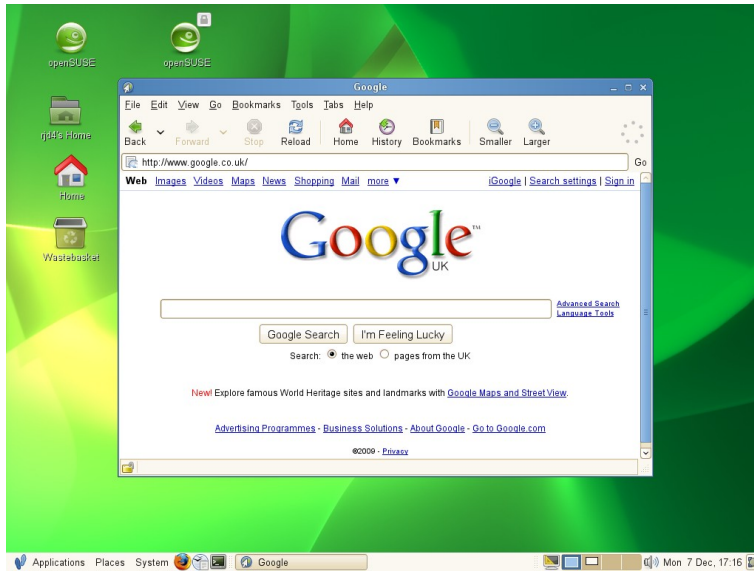 openSUSE
openSUSE
rjd4's Home
Home
Wastebasket
Google
File Edit View Go Bookmarks Tools Tabs Help
Back Forward Stop Reload Home History Bookmarks Smaller Larger
http://www.google.co.uk/ Go
Web Images Videos Maps News Shopping Mail more ▼ iGoogle | Search settings | Sign in
Google™
UK
Advanced Search
Language Tools
Google Search I'm Feeling Lucky
Search: the web pages from the UK
New! Explore famous World Heritage sites and landmarks with Google Maps and Street View.
Advertising Programmes - Business Solutions - About Google - Go to Google.com
©2009 - Privacy
Applications Places System Google Mon 7 Dec, 17:16